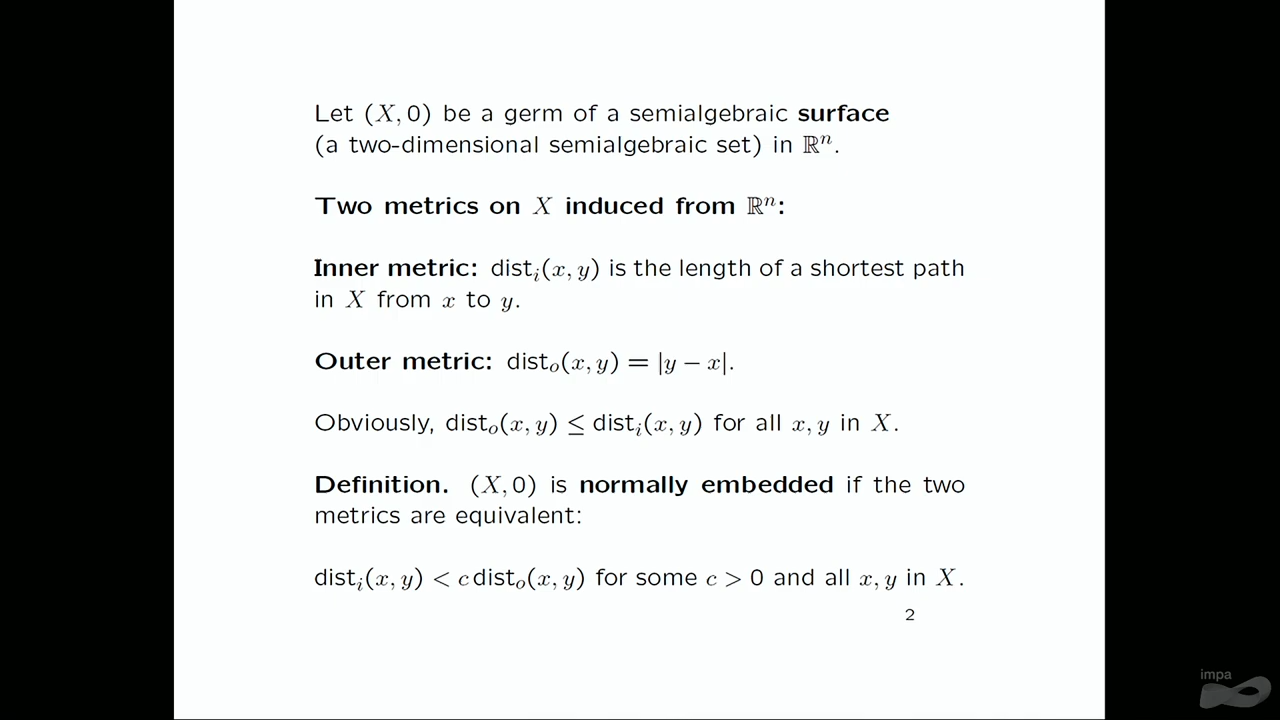 Let (X, 0) be a germ of a semialgebraic surface
(a two-dimensional semialgebraic set) in ℝⁿ.
Two metrics on X induced from ℝⁿ:
Inner metric: distᵢ(x, y) is the length of a shortest path
in X from x to y.
Outer metric: distₒ(x, y) = |y − x|.
Obviously, distₒ(x, y) ≤ distᵢ(x, y) for all x, y in X.
Definition. (X, 0) is normally embedded if the two
metrics are equivalent:
distᵢ(x, y) < c distₒ(x, y) for some c > 0 and all x, y in X.
2
impa